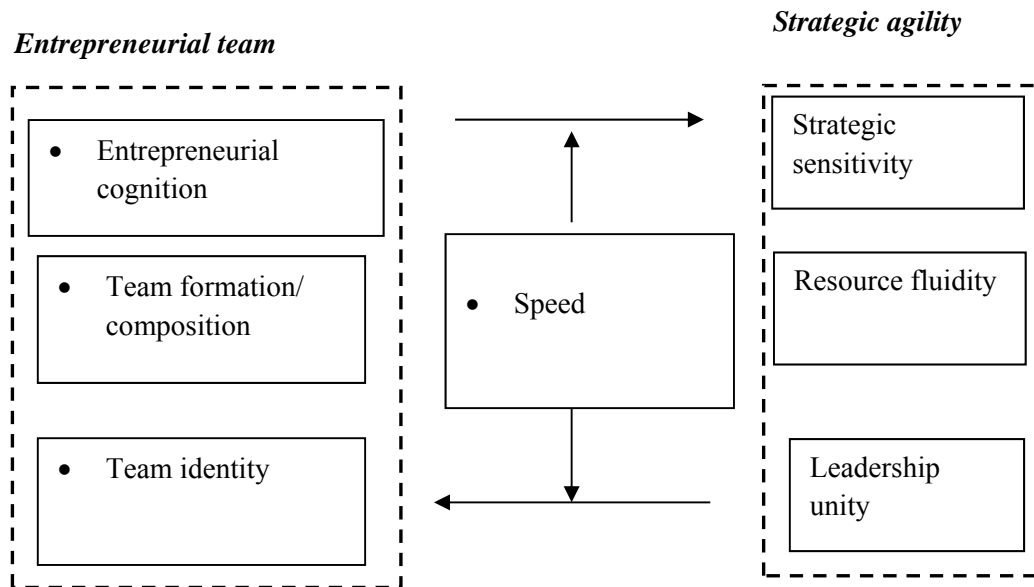 Entrepreneurial team
• Entrepreneurial
cognition
• Team formation/
composition
• Team identity
• Speed
Strategic agility
Strategic
sensitivity
Resource fluidity
Leadership
unity